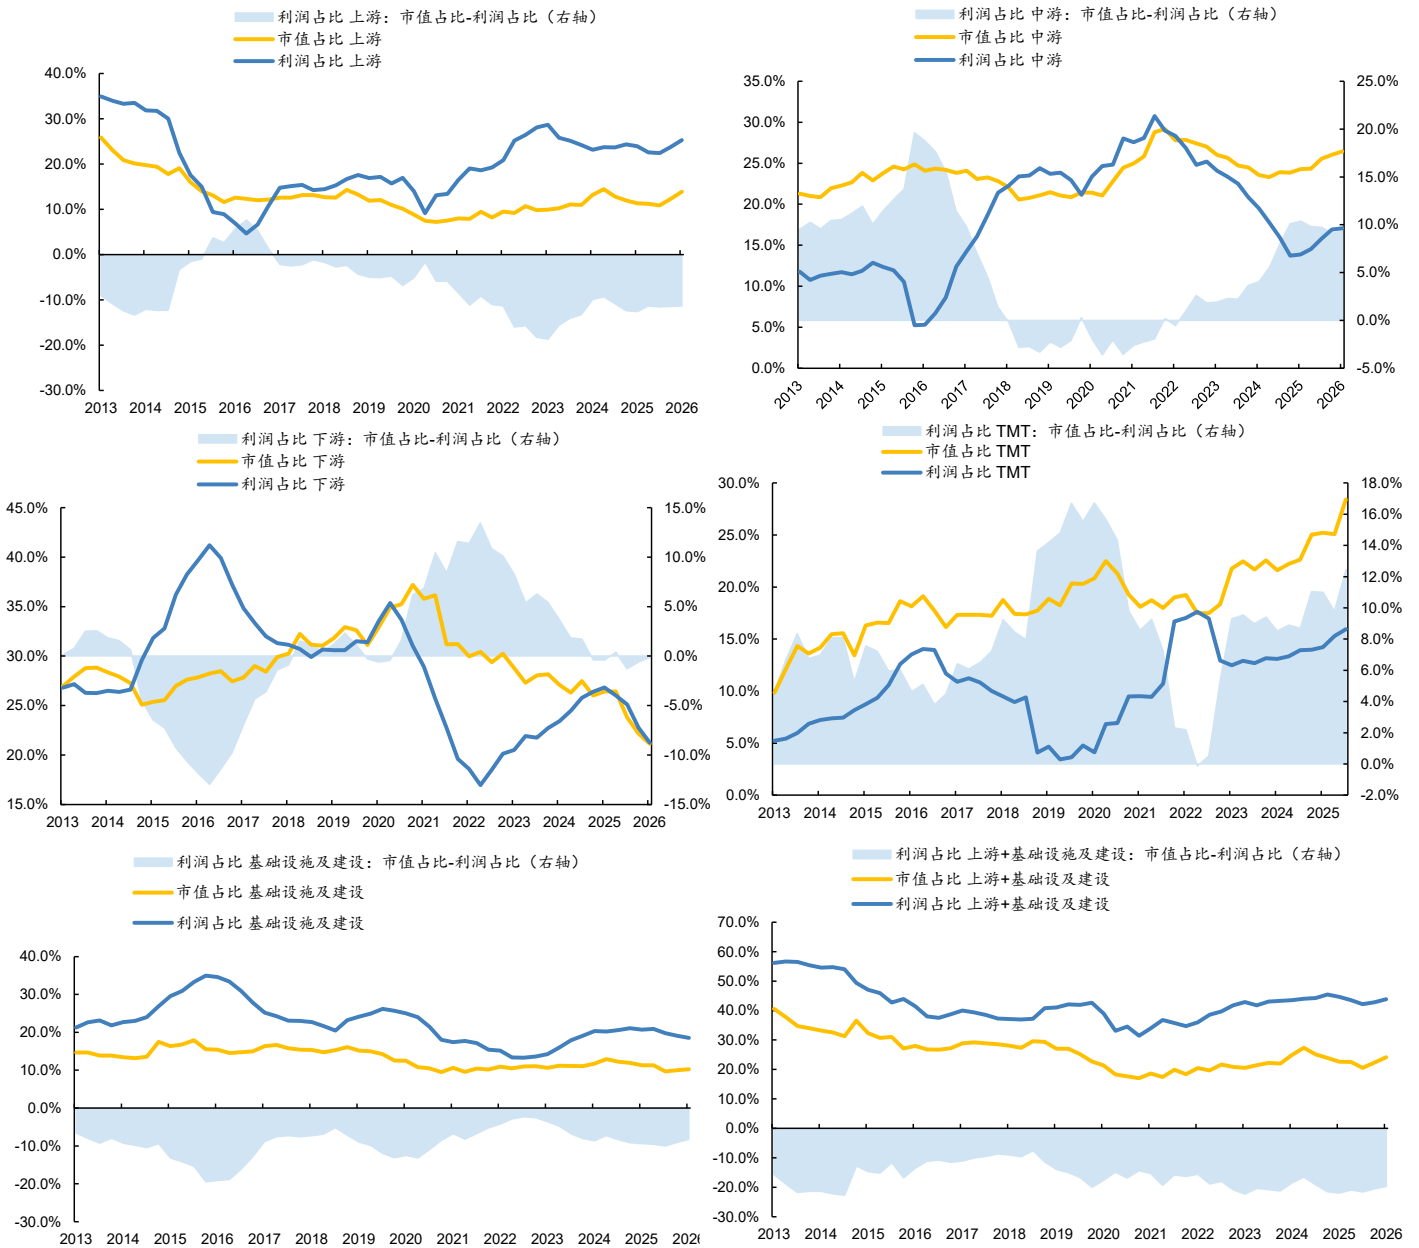 利润占比 上游：市值占比-利润占比（右轴）
市值占比 上游
利润占比 上游
40.0%
30.0%
20.0%
10.0%
0.0%
-10.0%
-20.0%
-30.0%
2013 2014 2015 2016 2017 2018 2019 2020 2021 2022 2023 2024 2025 2026
利润占比 中游：市值占比-利润占比（右轴）
市值占比 中游
利润占比 中游
35.0% 25.0%
30.0% 20.0%
25.0% 15.0%
20.0% 10.0%
15.0% 5.0%
10.0% 0.0%
5.0% -5.0%
0.0%
2013 2014 2015 2016 2017 2018 2019 2020 2021 2022 2023 2024 2025 2026
利润占比 下游：市值占比-利润占比（右轴）
市值占比 下游
利润占比 下游
45.0% 15.0%
40.0% 10.0%
35.0% 5.0%
30.0% 0.0%
25.0% -5.0%
20.0% -10.0%
15.0% -15.0%
2013 2014 2015 2016 2017 2018 2019 2020 2021 2022 2023 2024 2025 2026
利润占比 TMT：市值占比-利润占比（右轴）
市值占比 TMT
利润占比 TMT
30.0% 18.0%
16.0%
25.0% 14.0%
12.0%
20.0% 10.0%
15.0% 8.0%
6.0%
10.0% 4.0%
5.0% 2.0%
0.0%
0.0% -2.0%
2013 2014 2015 2016 2017 2018 2019 2020 2021 2022 2023 2024 2025
利润占比 基础设施及建设：市值占比-利润占比（右轴）
市值占比 基础设施及建设
利润占比 基础设施及建设
40.0%
30.0%
20.0%
10.0%
0.0%
-10.0%
-20.0%
-30.0%
2013 2014 2015 2016 2017 2018 2019 2020 2021 2022 2023 2024 2025 2026
利润占比 上游+基础设施及建设：市值占比-利润占比（右轴）
市值占比 上游+基础设及建设
利润占比 上游+基础设及建设
70.0%
60.0%
50.0%
40.0%
30.0%
20.0%
10.0%
0.0%
-10.0%
-20.0%
-30.0%
2013 2014 2015 2016 2017 2018 2019 2020 2021 2022 2023 2024 2025 2026